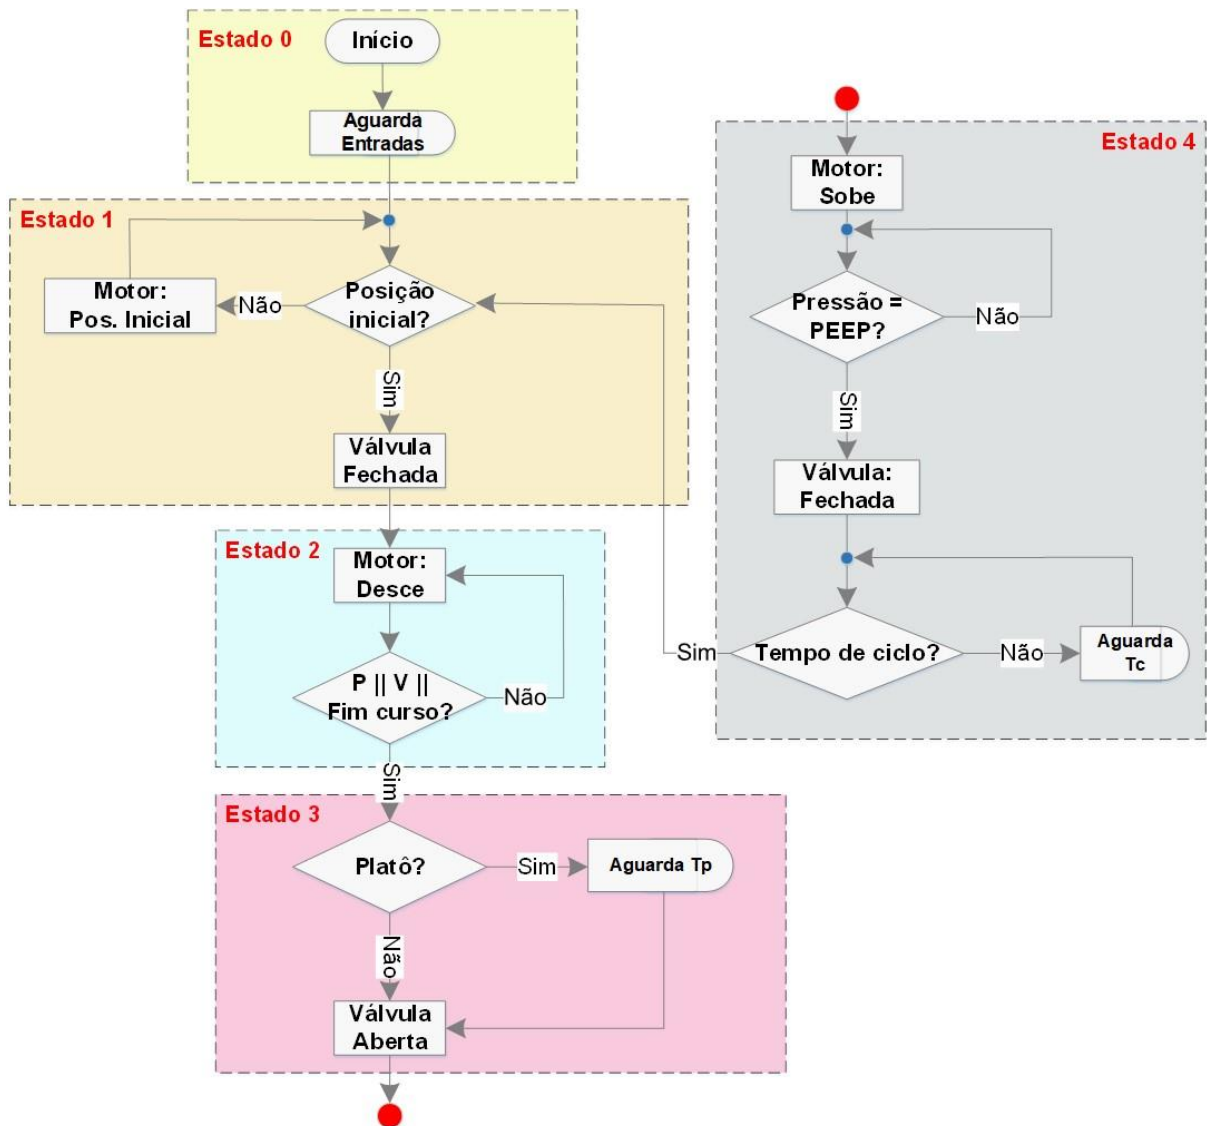 Estado 0
Início
Aguarda
Entradas
Estado 1
Motor:
Pos. Inicial
Não
Posição
inicial?
Sim
Válvula
Fechada
Estado 2
Motor:
Desce
P || V ||
Fim curso?
Não
Sim
Estado 3
Platô?
Sim
Aguarda Tp
Não
Válvula
Aberta
Estado 4
Motor:
Sobe
Pressão =
PEEP?
Não
Sim
Válvula:
Fechada
Sim
Tempo de ciclo?
Não
Aguarda
Tc